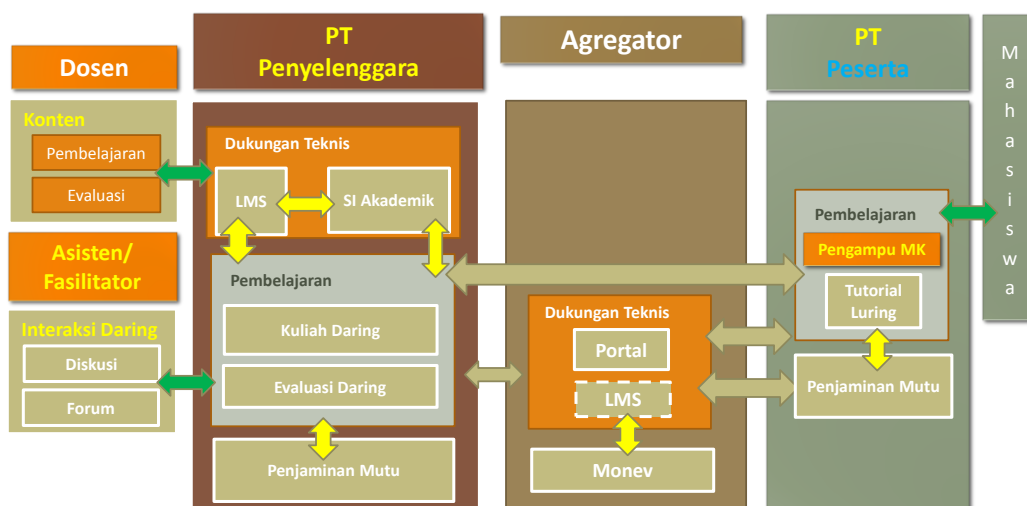 Dosen
Konten
Pembelajaran
Evaluasi
Asisten/
Fasilitator
Interaksi Daring
Diskusi
Forum
PT
Penyelenggara
Dukungan Teknis
LMS
SI Akademik
Pembelajaran
Kuliah Daring
Evaluasi Daring
Penjaminan Mutu
Agregator
Dukungan Teknis
Portal
LMS
Monev
PT
Peserta
Pembelajaran
Pengampu MK
Tutorial
Luring
Penjaminan Mutu
M
a
h
a
s
i
s
w
a